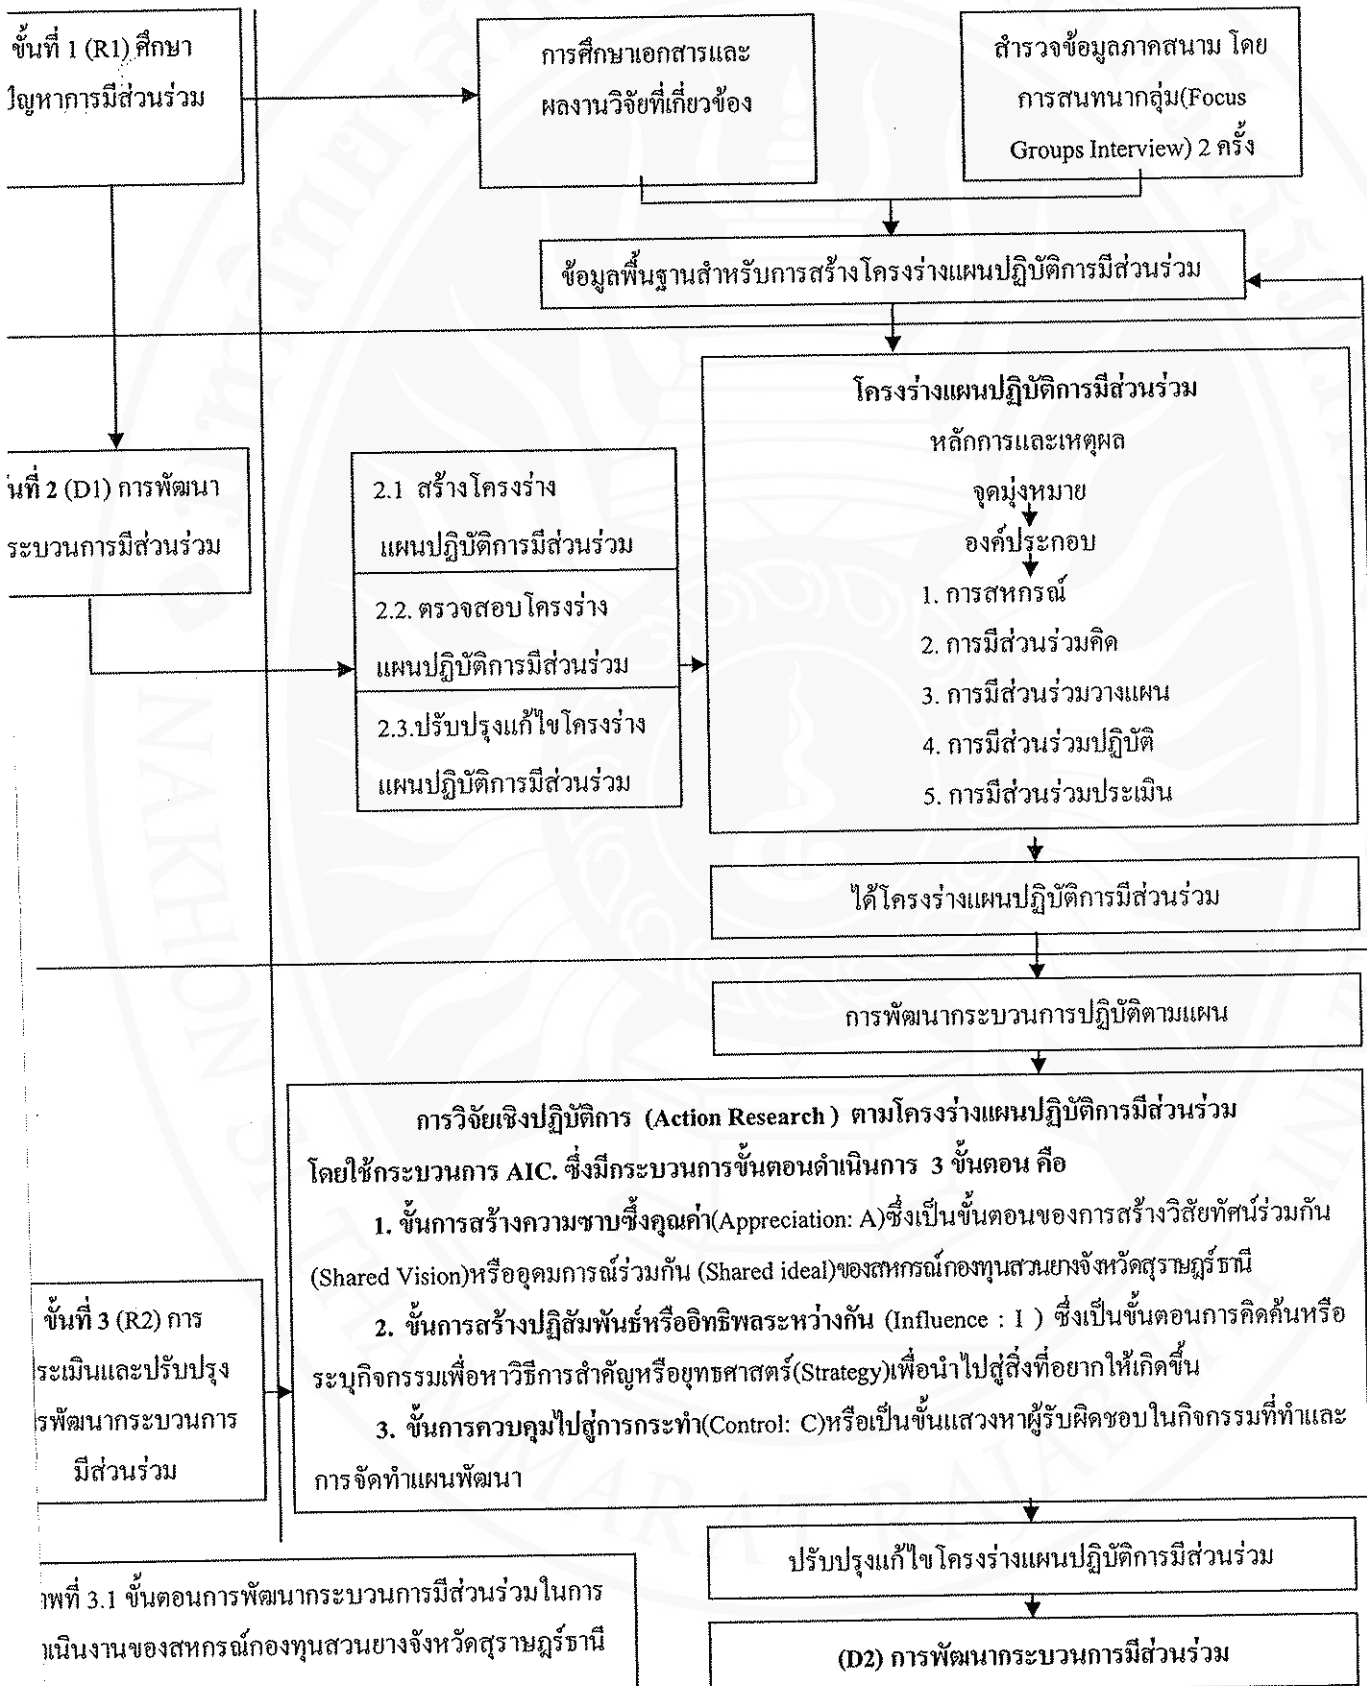 ขั้นที่ 1 (R1) ศึกษา
ปัญหาการมีส่วนร่วม
การศึกษาเอกสารและ
ผลงานวิจัยที่เกี่ยวข้อง
สำรวจข้อมูลภาคสนาม โดย
การสนทนากลุ่ม(Focus
Groups Interview) 2 ครั้ง
ข้อมูลพื้นฐานสำหรับการสร้างโครงร่างแผนปฏิบัติการมีส่วนร่วม
โครงร่างแผนปฏิบัติการมีส่วนร่วม
หลักการและเหตุผล
จุดมุ่งหมาย
องค์ประกอบ
1. การสหกรณ์
2. การมีส่วนร่วมคิด
3. การมีส่วนร่วมวางแผน
4. การมีส่วนร่วมปฏิบัติ
5. การมีส่วนร่วมประเมิน
นที่ 2 (D1) การพัฒนา
ระบวนการมีส่วนร่วม
2.1 สร้างโครงร่าง
แผนปฏิบัติการมีส่วนร่วม
2.2. ตรวจสอบโครงร่าง
แผนปฏิบัติการมีส่วนร่วม
2.3.ปรับปรุงแก้ไขโครงร่าง
แผนปฏิบัติการมีส่วนร่วม
ได้โครงร่างแผนปฏิบัติการมีส่วนร่วม
การพัฒนากระบวนการปฏิบัติตามแผน
การวิจัยเชิงปฏิบัติการ (Action Research ) ตามโครงร่างแผนปฏิบัติการมีส่วนร่วม
โดยใช้กระบวนการ AIC. ซึ่งมีกระบวนการขั้นตอนดำเนินการ 3 ขั้นตอน คือ
1. ขั้นการสร้างความซาบซึ้งคุณค่า(Appreciation: A)ซึ่งเป็นขั้นตอนของการสร้างวิสัยทัศน์ร่วมกัน
(Shared Vision)หรืออุดมการณ์ร่วมกัน (Shared ideal)ของสหกรณ์กองทุนสวนยางจังหวัดสุราษฎร์ธานี
2. ขั้นการสร้างปฏิสัมพันธ์หรืออิทธิพลระหว่างกัน (Influence : I ) ซึ่งเป็นขั้นตอนการคิดค้นหรือ
ระบุกิจกรรมเพื่อหาวิธีการสำคัญหรือยุทธศาสตร์(Strategy)เพื่อนำไปสู่สิ่งที่อยากให้เกิดขึ้น
3. ขั้นการควบคุมไปสู่การกระทำ(Control: C)หรือเป็นขั้นแสวงหาผู้รับผิดชอบในกิจกรรมที่ทำและ
การจัดทำแผนพัฒนา
ขั้นที่ 3 (R2) การ
ระเมินและปรับปรุง
รพัฒนากระบวนการ
มีส่วนร่วม
ปรับปรุงแก้ไขโครงร่างแผนปฏิบัติการมีส่วนร่วม
(D2) การพัฒนากระบวนการมีส่วนร่วม
าพที่ 3.1 ขั้นตอนการพัฒนากระบวนการมีส่วนร่วมในการ
เนินงานของสหกรณ์กองทุนสวนยางจังหวัดสุราษฎร์ธานี